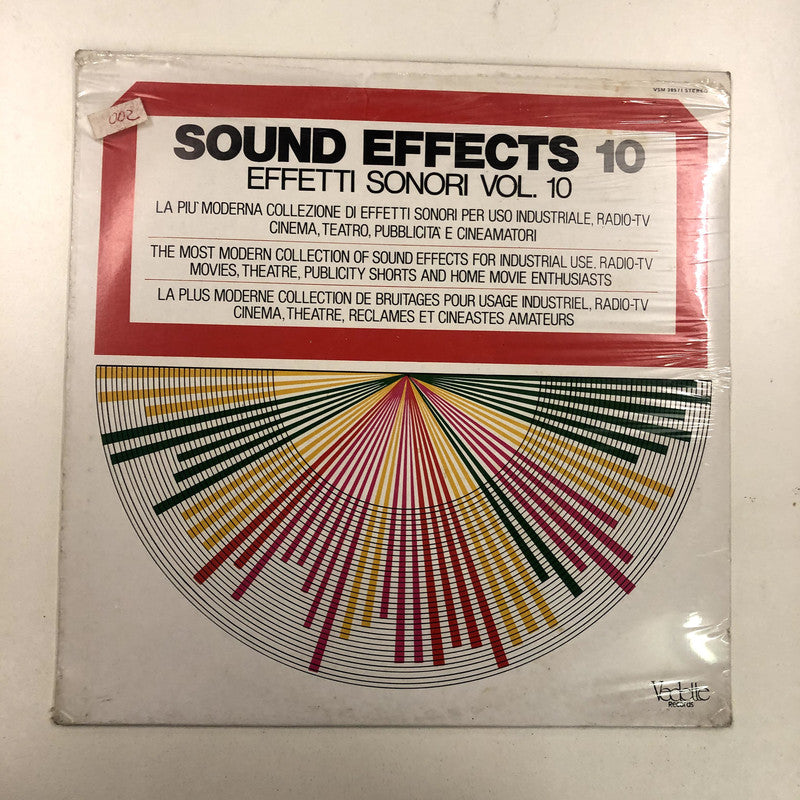 VSM 38571 STEREO
002
SOUND EFFECTS 10
EFFETTI SONORI VOL. 10
LA PIU' MODERNA COLLEZIONE DI EFFETTI SONORI PER USO INDUSTRIALE, RADIO-TV
CINEMA, TEATRO, PUBBLICITA' E CINEAMATORI
THE MOST MODERN COLLECTION OF SOUND EFFECTS FOR INDUSTRIAL USE, RADIO-TV
MOVIES, THEATRE, PUBLICITY SHORTS AND HOME MOVIE ENTHUSIASTS
LA PLUS MODERNE COLLECTION DE BRUITAGES POUR USAGE INDUSTRIEL, RADIO-TV
CINEMA, THEATRE, RECLAMES ET CINEASTES AMATEURS
Vedette
Records